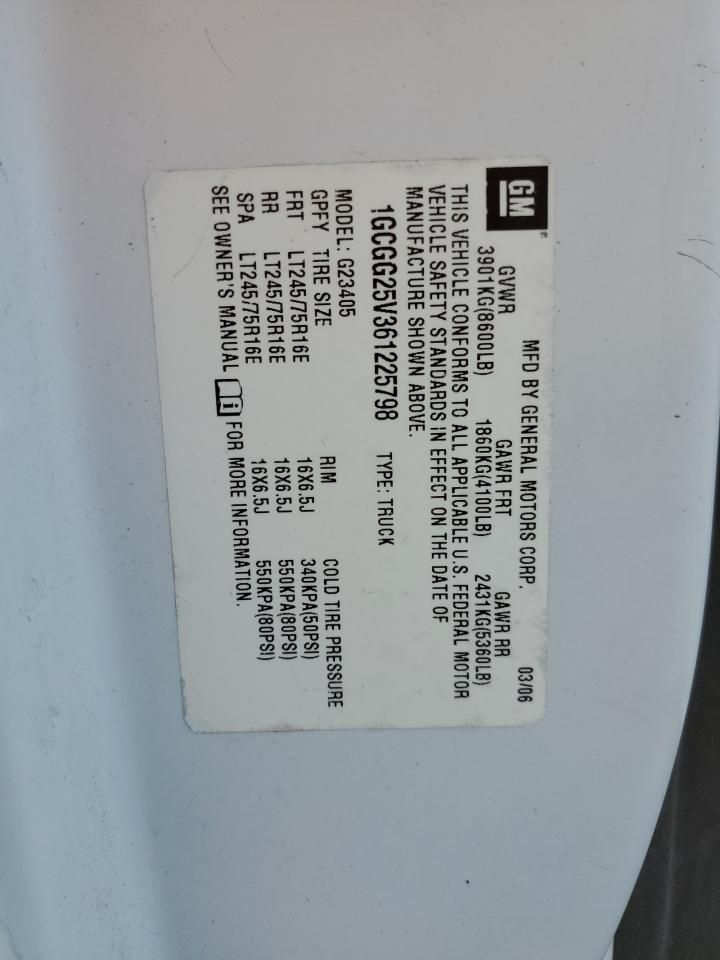 GM
MFD BY GENERAL MOTORS CORP. 03/06
GVWR GAWR FRT GAWR RR
3901KG(8600LB) 1860KG(4100LB) 2431KG(5360LB)
THIS VEHICLE CONFORMS TO ALL APPLICABLE U.S. FEDERAL MOTOR
VEHICLE SAFETY STANDARDS IN EFFECT ON THE DATE OF
MANUFACTURE SHOWN ABOVE.
1GCGG25V361225798 TYPE: TRUCK
MODEL: G23405
GPFY TIRE SIZE RIM COLD TIRE PRESSURE
FRT LT245/75R16E 16X6.5J 340KPA(50PSI)
RR LT245/75R16E 16X6.5J 550KPA(80PSI)
SPA LT245/75R16E 16X6.5J 550KPA(80PSI)
SEE OWNER'S MANUAL i FOR MORE INFORMATION.